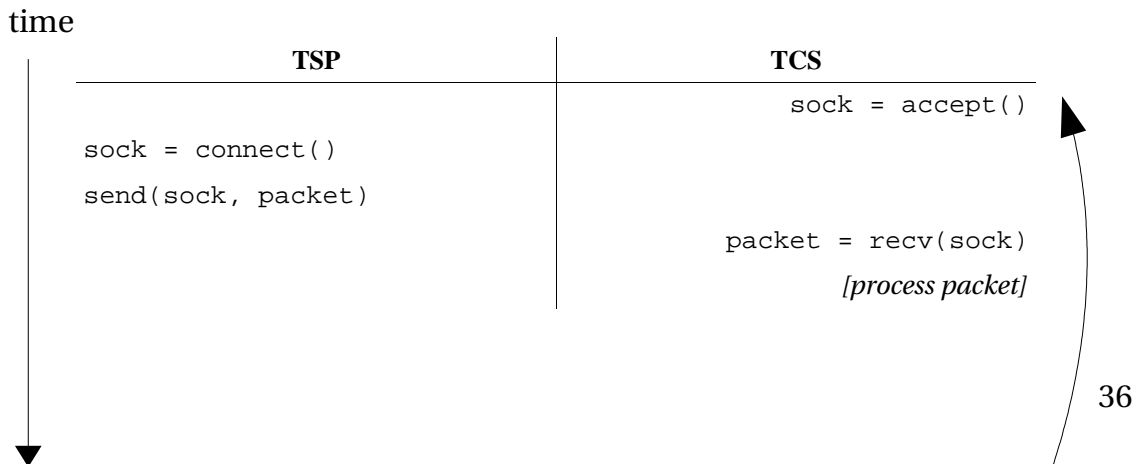 time
TSP TCS
sock = accept()
sock = connect()
send(sock, packet)
packet = recv(sock)
[process packet]
36